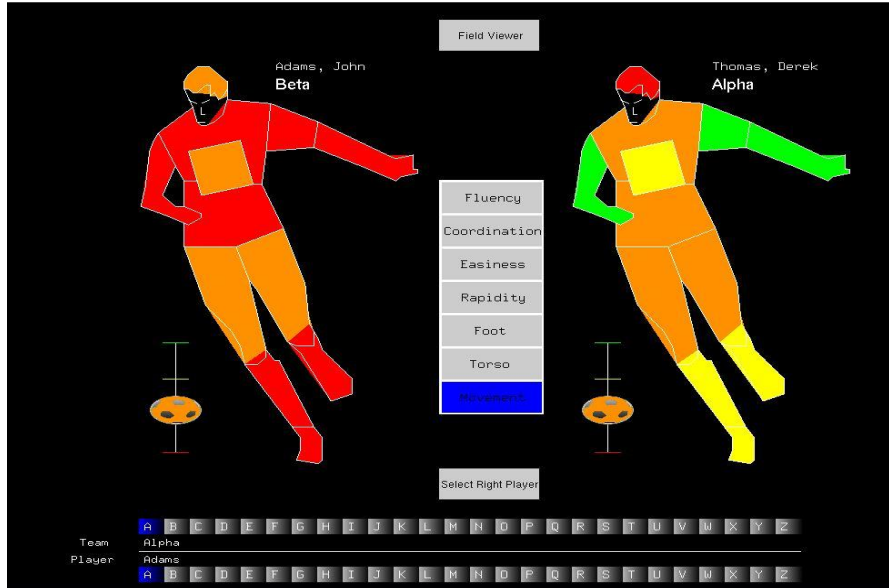 Field Viewer
Adams, John
Beta
Thomas, Derek
Alpha
Fluency
Coordination
Easiness
Rapidity
Foot
Torso
Movement
Select Right Player
A B C D E F G H I J K L M N O P Q R S T U V W X Y Z
Team Alpha
Player Adams
A B C D E F G H I J K L M N O P Q R S T U V W X Y Z